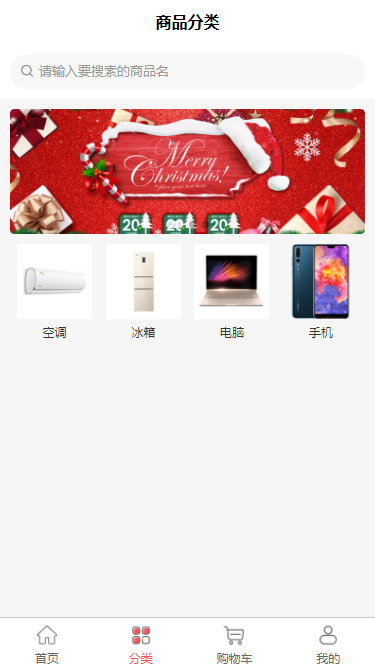 商品分类
请输入要搜索的商品名
Merry
Christmas!
20 20 20
空调
冰箱
电脑
手机
首页
分类
购物车
我的